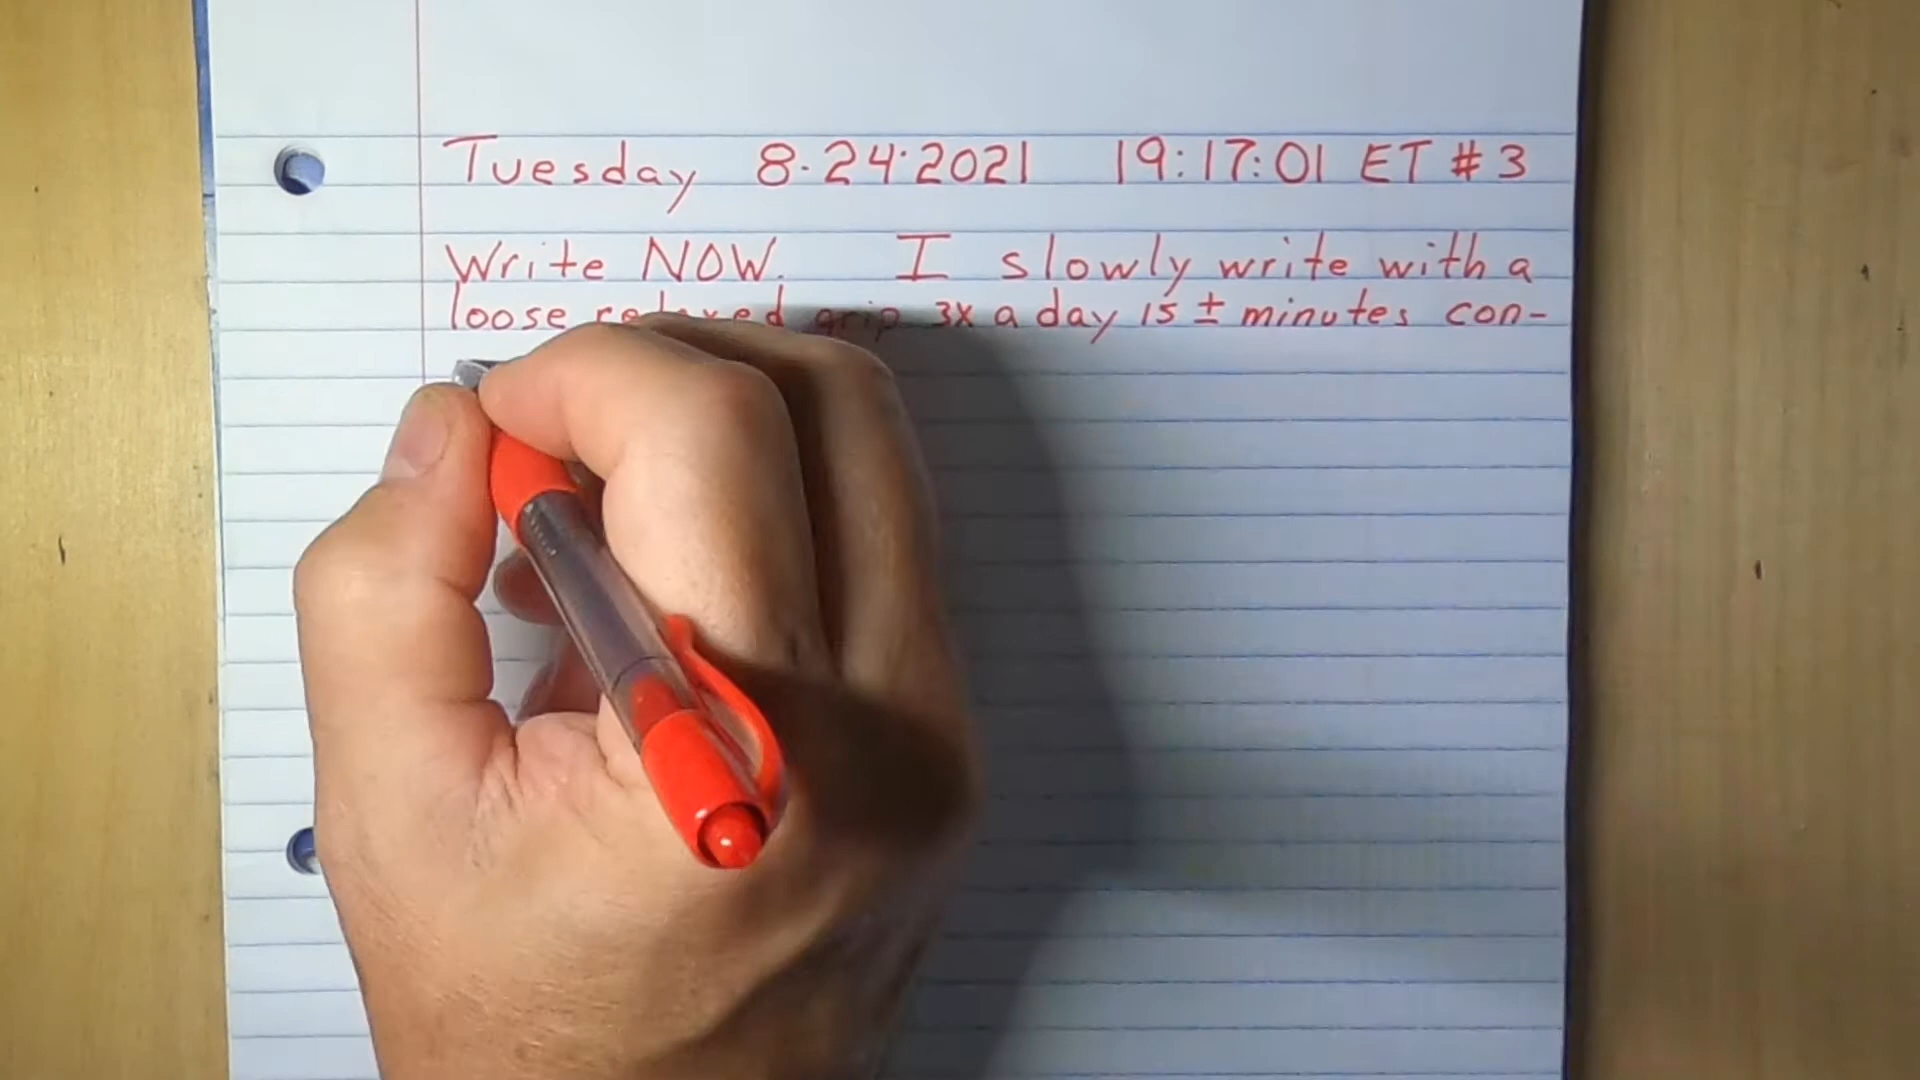 Tuesday 8.24.2021 19:17:01 ET #3
Write NOW. I slowly write with a
loose relaxed grip 3x a day 15 ± minutes con-